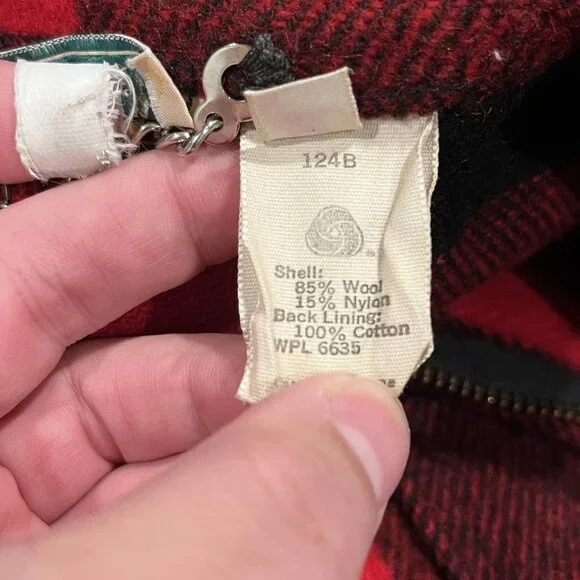 124B
®
Shell:
85% Wool
15% Nylon
Back Lining:
100% Cotton
WPL 6635